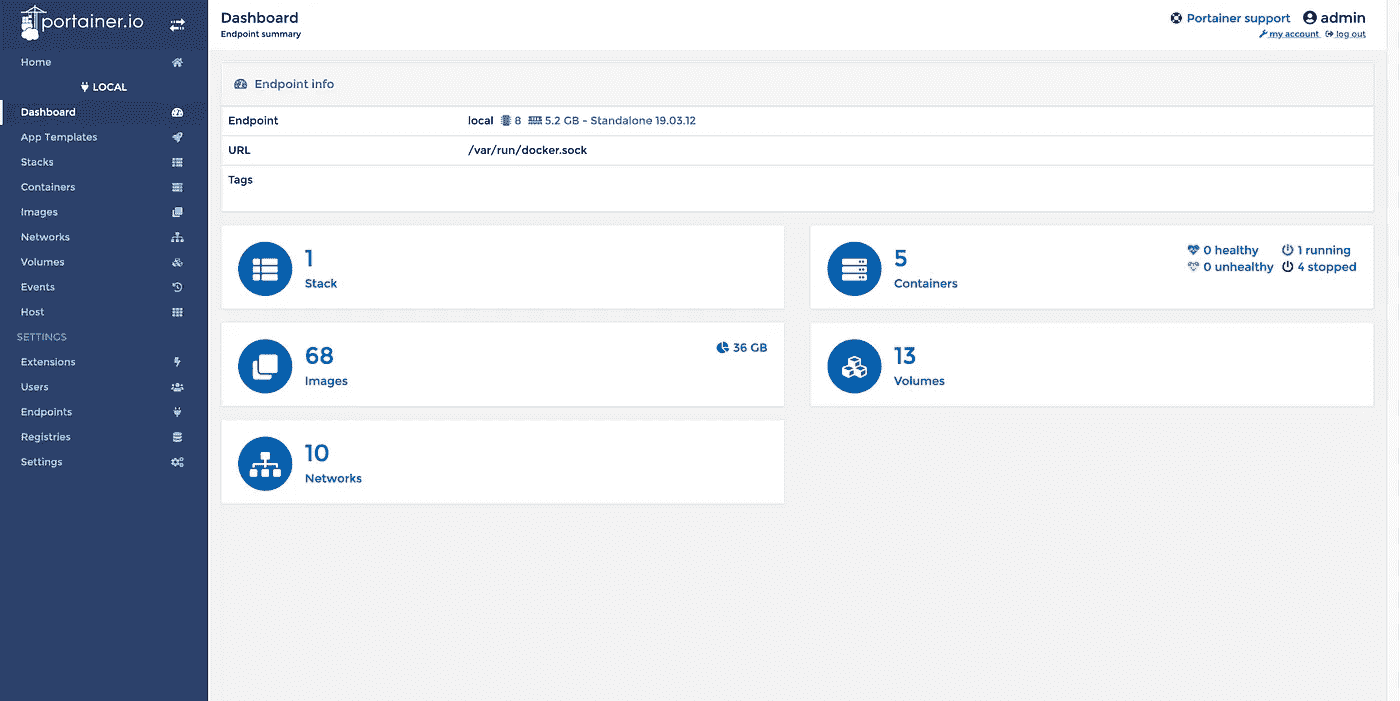 portainer.io
Home
LOCAL
Dashboard
App Templates
Stacks
Containers
Images
Networks
Volumes
Events
Host
SETTINGS
Extensions
Users
Endpoints
Registries
Settings
Dashboard
Endpoint summary
Portainer support admin
my account log out
Endpoint info
Endpoint local 8 5.2 GB - Standalone 19.03.12
URL /var/run/docker.sock
Tags
1
Stack
5
Containers
0 healthy 1 running
0 unhealthy 4 stopped
68
Images
36 GB
13
Volumes
10
Networks